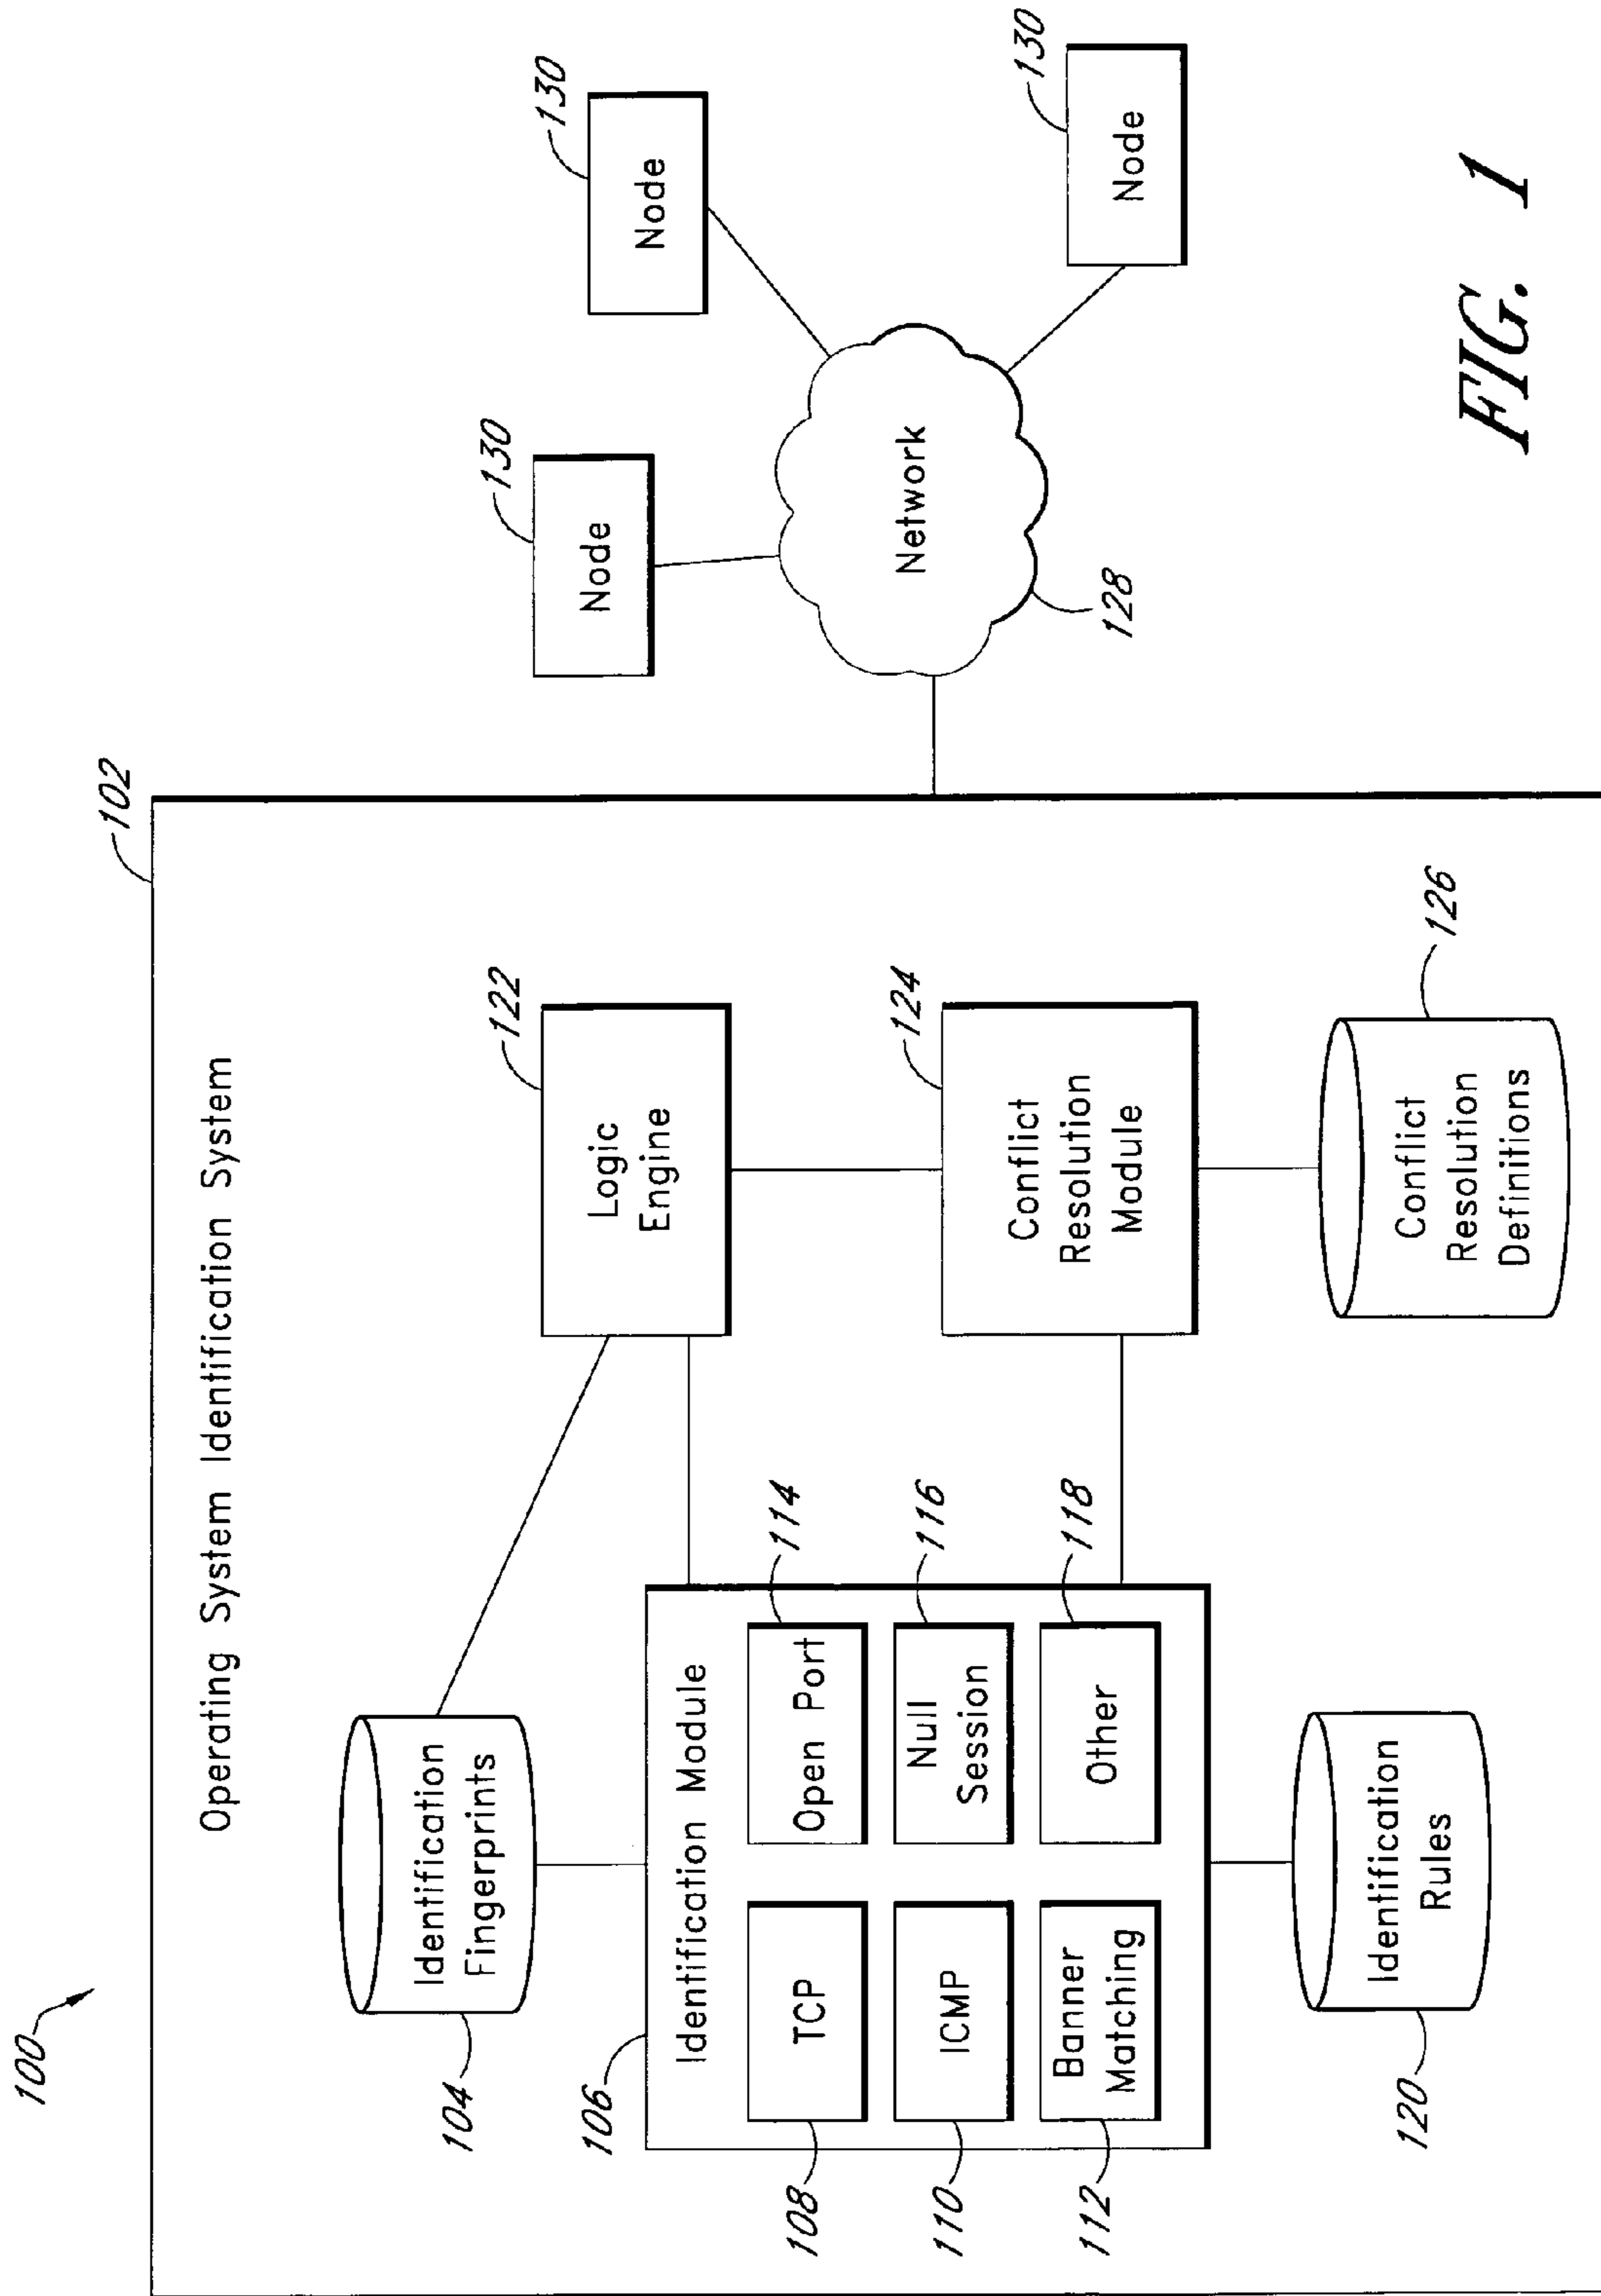 100
102
Operating System Identification System
104
Identification
Fingerprints
122
Logic
Engine
106
Identification Module
108
TCP
114
Open Port
110
ICMP
116
Null
Session
112
Banner
Matching
118
Other
124
Conflict
Resolution
Module
120
Identification
Rules
126
Conflict
Resolution
Definitions
Network
128
130
Node
130
Node
130
Node
FIG. 1